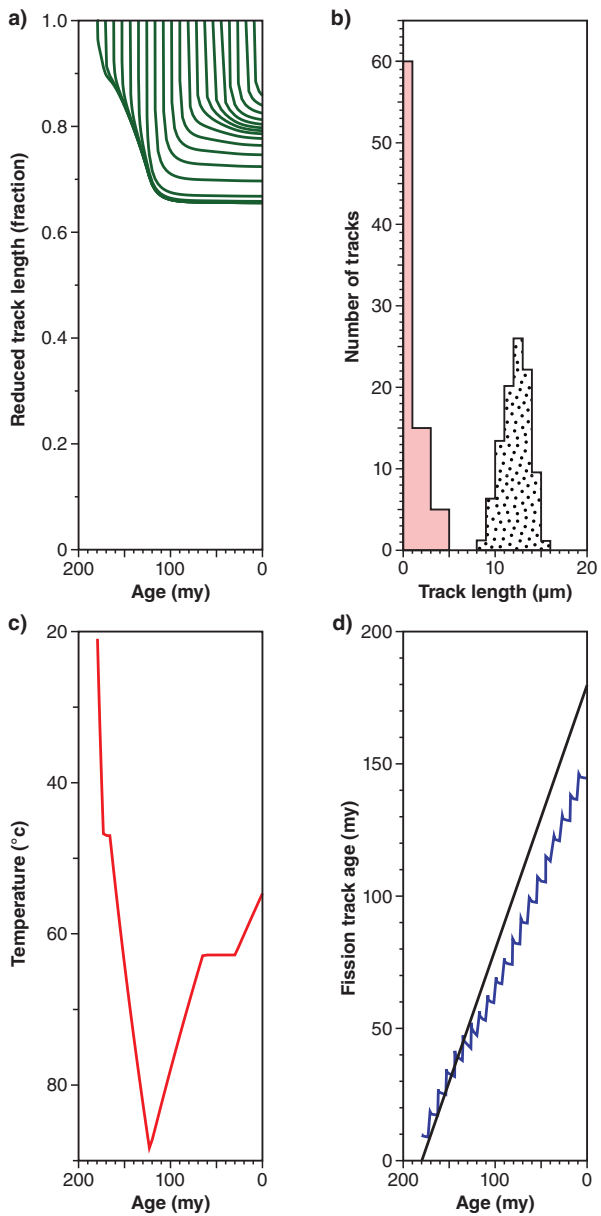 a)
1.0
0.8
0.6
0.4
0.2
0
Reduced track length (fraction)
200
100
0
Age (my)
b)
60
50
40
30
20
10
0
Number of tracks
0
10
20
Track length (µm)
c)
20
40
60
80
Temperature (°c)
200
100
0
Age (my)
d)
200
150
100
50
0
Fission track age (my)
200
100
0
Age (my)